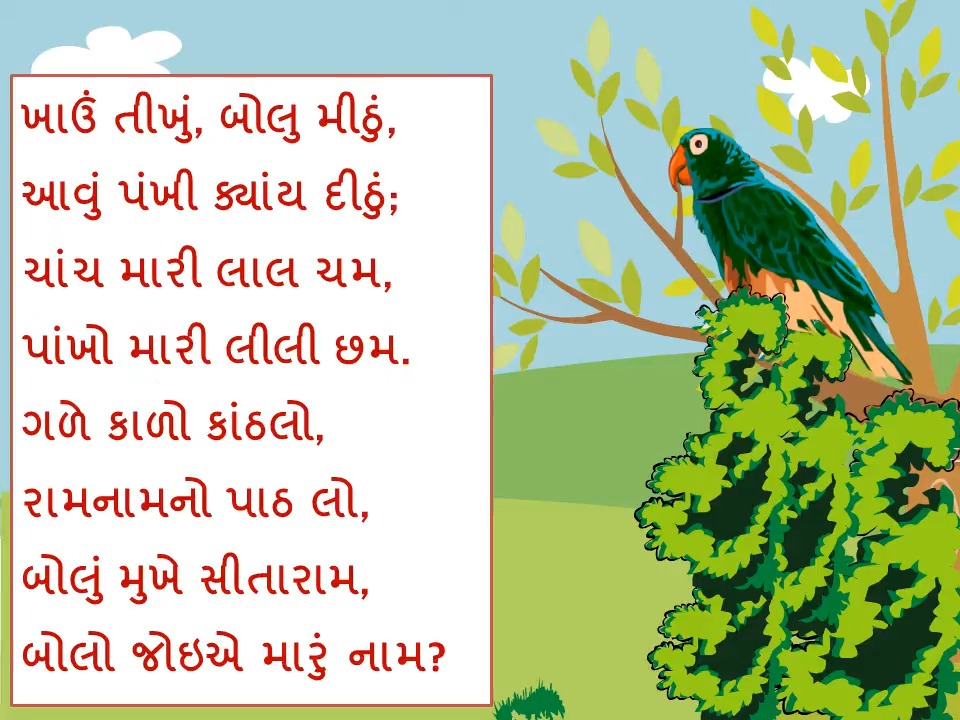 ખાઉં તીખું, બોલુ મીઠું,
આવું પંખી ક્યાંય દીઠું;
ચાંચ મારી લાલ ચમ,
પાંખો મારી લીલી છમ.
ગળે કાળો કાંઠલો,
રામનામનો પાઠ લો,
બોલું મુખે સીતારામ,
બોલો જોઇએ મારું નામ?